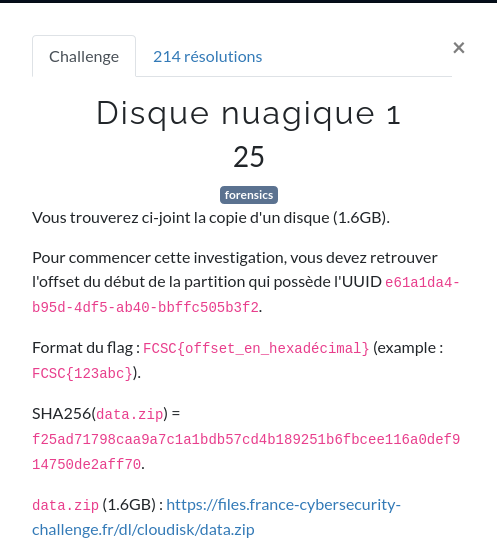 Challenge
214 résolutions
×
Disque nuagique 1
25
forensics
Vous trouverez ci-joint la copie d'un disque (1.6GB).
Pour commencer cette investigation, vous devez retrouver
l'offset du début de la partition qui possède l'UUID e61a1da4-
b95d-4df5-ab40-bbffc505b3f2.
Format du flag : FCSC{offset_en_hexadécimal} (example :
FCSC{123abc}).
SHA256(data.zip) =
f25ad71798caa9a7c1a1bdb57cd4b189251b6fbcee116a0def9
14750de2aff70.
data.zip (1.6GB) : https://files.france-cybersecurity-
challenge.fr/dl/cloudisk/data.zip